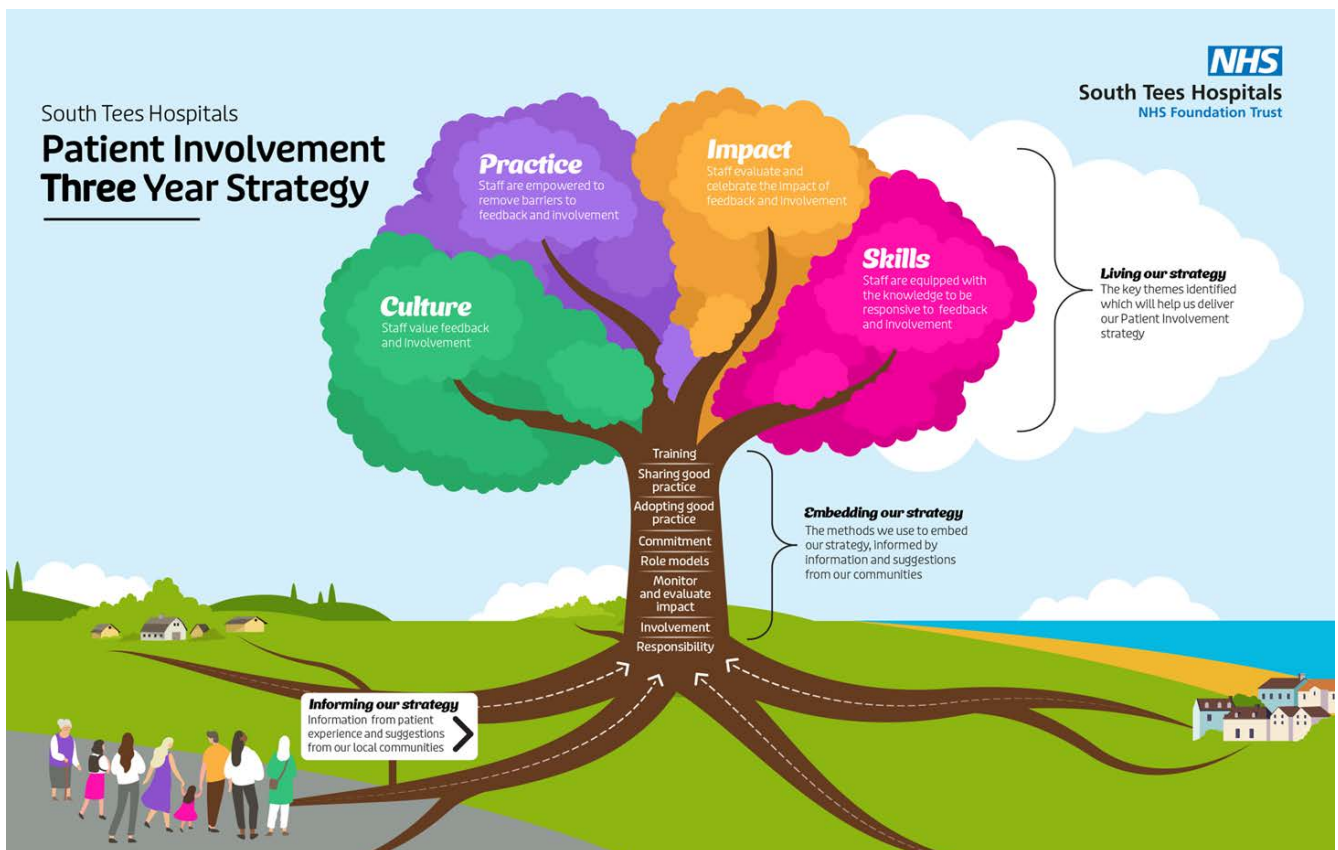 South Tees Hospitals
Patient Involvement
Three Year Strategy
NHS
South Tees Hospitals
NHS Foundation Trust
Practice
Staff are empowered to
remove barriers to
feedback and involvement
Impact
Staff evaluate and
celebrate the impact of
feedback and involvement
Culture
Staff value feedback
and involvement
Skills
Staff are equipped with
the knowledge to be
responsive to feedback
and involvement
Living our strategy
The key themes identified
which will help us deliver
our Patient Involvement
strategy
Training
Sharing good
practice
Adopting good
practice
Commitment
Role models
Monitor
and evaluate
impact
Involvement
Responsibility
Embedding our strategy
The methods we use to embed
our strategy, informed by
information and suggestions
from our communities
Informing our strategy
Information from patient
experience and suggestions
from our local communities